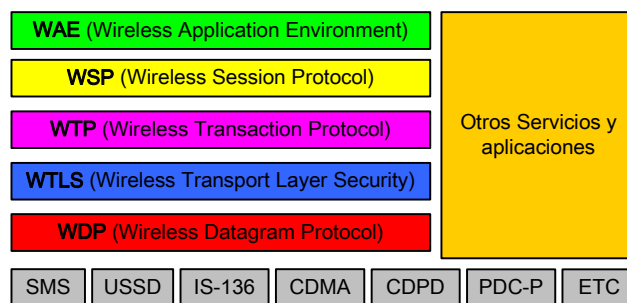 WAE (Wireless Application Environment)
WSP (Wireless Session Protocol)
WTP (Wireless Transaction Protocol)
WTLS (Wireless Transport Layer Security)
WDP (Wireless Datagram Protocol)
Otros Servicios y
aplicaciones
SMS USSD IS-136 CDMA CDPD PDC-P ETC